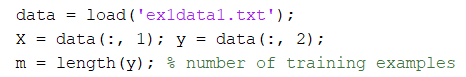 data = load('ex1data1.txt');
X = data(:, 1); y = data(:, 2);
m = length(y); % number of training examples